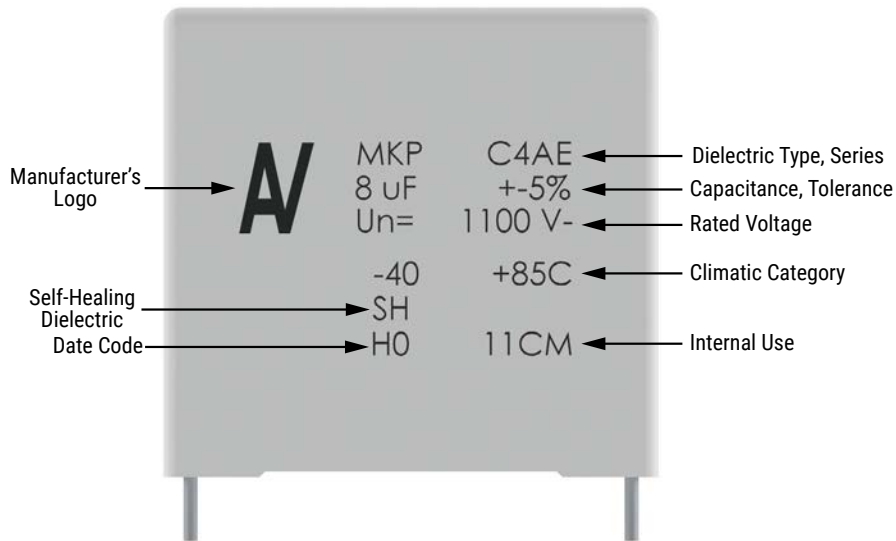 Manufacturer's
Logo
AV
MKP C4AE
8 uF +-5%
Un= 1100 V-
-40 +85C
SH
H0 11CM
Self-Healing
Dielectric
Date Code
Dielectric Type, Series
Capacitance, Tolerance
Rated Voltage
Climatic Category
Internal Use